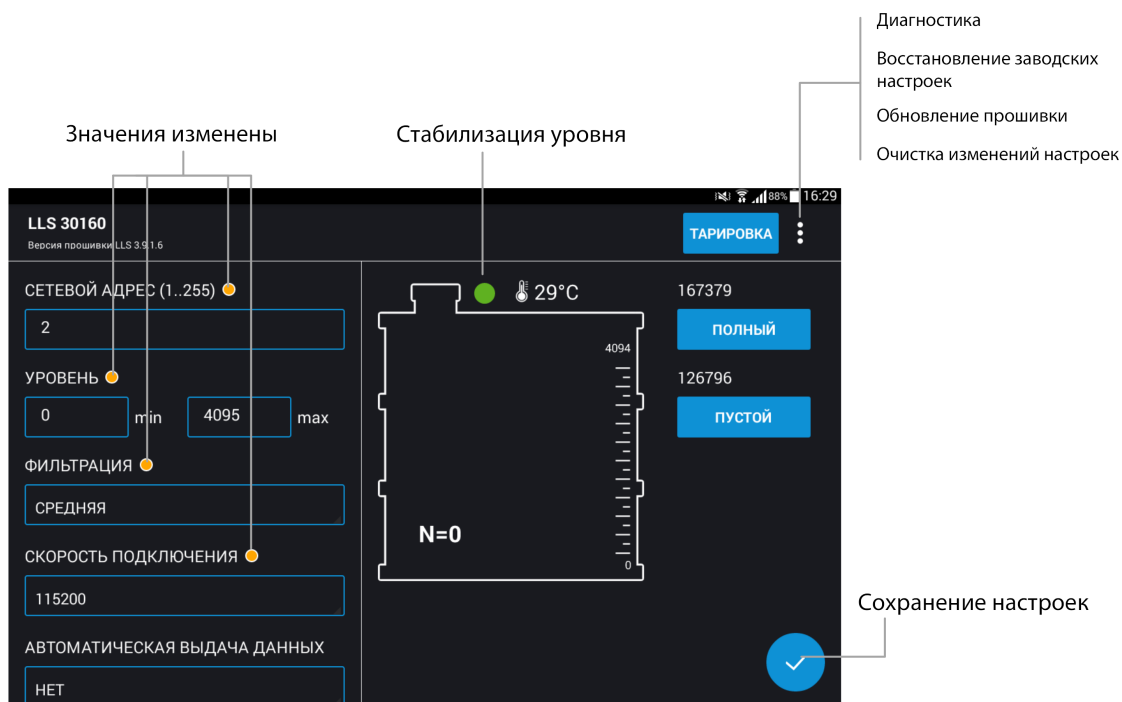 Диагностика
Восстановление заводских
настроек
Обновление прошивки
Очистка изменений настроек
Значения изменены
Стабилизация уровня
88% 16:29
LLS 30160
Версия прошивки LLS 3.9.1.6
ТАРИРОВКА
СЕТЕВОЙ АДРЕС (1..255)
2
УРОВЕНЬ
0 min 4095 max
ФИЛЬТРАЦИЯ
СРЕДНЯЯ
СКОРОСТЬ ПОДКЛЮЧЕНИЯ
115200
АВТОМАТИЧЕСКАЯ ВЫДАЧА ДАННЫХ
НЕТ
29°C
4094
N=0
0
167379
ПОЛНЫЙ
126796
ПУСТОЙ
Сохранение настроек